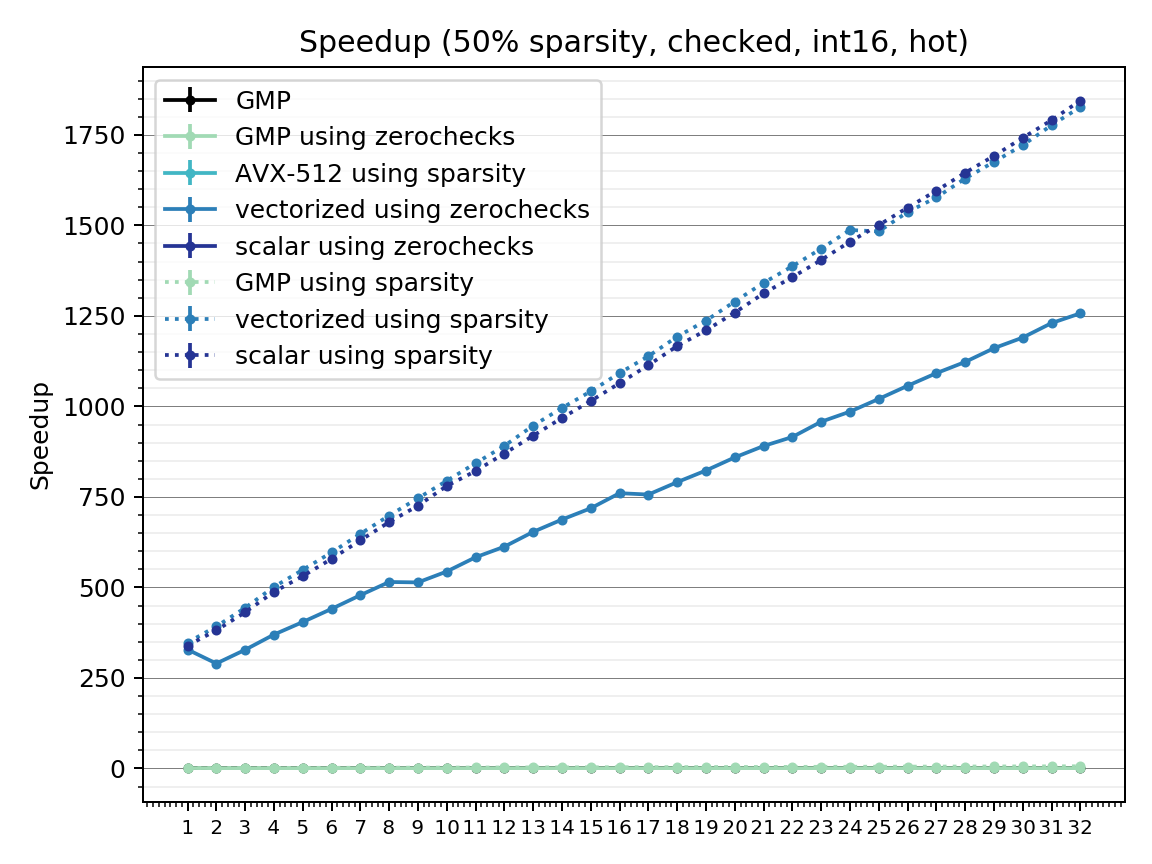 Speedup (50% sparsity, checked, int16, hot)
GMP
GMP using zerochecks
AVX-512 using sparsity
vectorized using zerochecks
scalar using zerochecks
GMP using sparsity
vectorized using sparsity
scalar using sparsity
1750
1500
1250
1000
750
500
250
0
Speedup
1 2 3 4 5 6 7 8 9 10 11 12 13 14 15 16 17 18 19 20 21 22 23 24 25 26 27 28 29 30 31 32